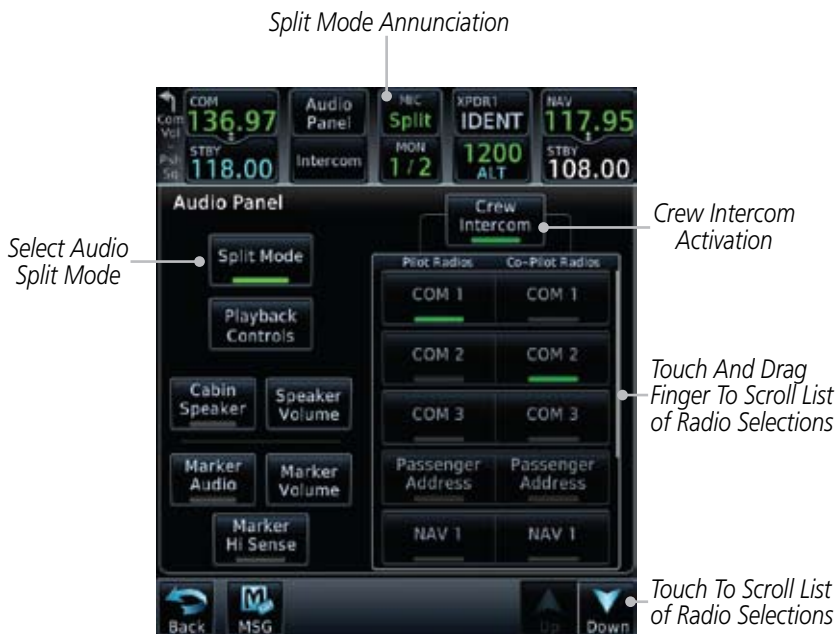 Split Mode Annunciation
COM
136.97
Com
Vol
Psh
Sq
STBY
118.00
Audio
Panel
Intercom
MIC
Split
MON
1/2
XPDR1
IDENT
1200
ALT
NAV
117.95
STBY
108.00
Audio Panel
Crew
Intercom
Crew Intercom
Activation
Select Audio
Split Mode
Split Mode
Playback
Controls
Cabin
Speaker
Speaker
Volume
Marker
Audio
Marker
Volume
Marker
Hi Sense
Pilot Radios
Co-Pilot Radios
COM 1
COM 1
COM 2
COM 2
COM 3
COM 3
Passenger
Address
Passenger
Address
NAV 1
NAV 1
Touch And Drag
Finger To Scroll List
of Radio Selections
Back
MSG
Up
Down
Touch To Scroll List
of Radio Selections